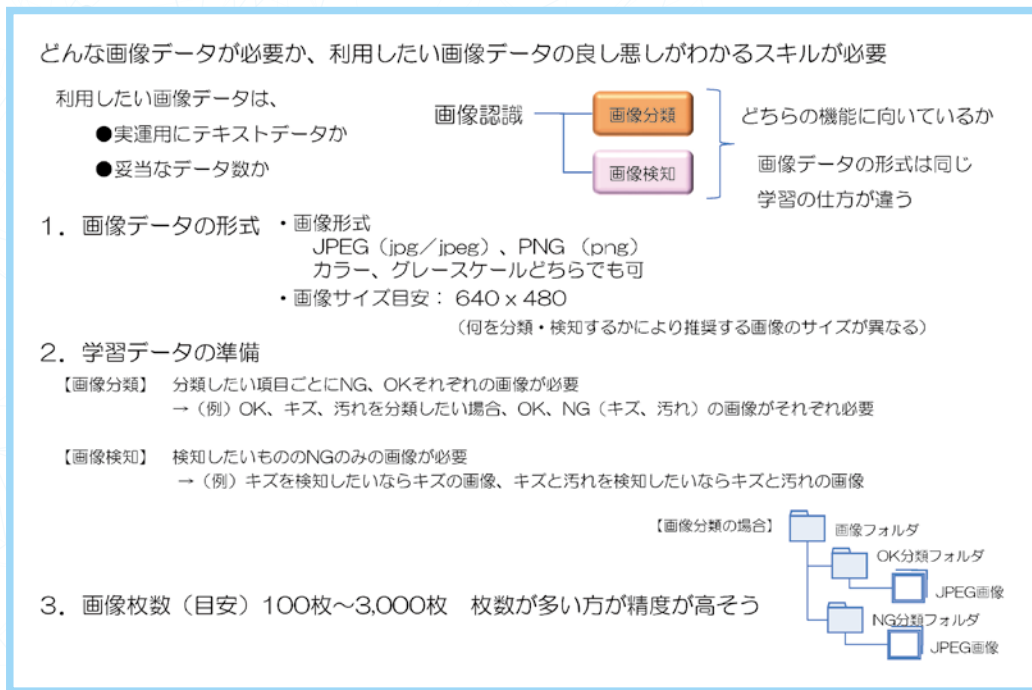 どんな画像データが必要か、利用したい画像データの良し悪しがわかるスキルが必要
利用したい画像データは、
●実運用にテキストデータか
●妥当なデータ数か
画像認識
画像分類
画像検知
どちらの機能に向いているか
画像データの形式は同じ
学習の仕方が違う
1．画像データの形式
・画像形式
JPEG（jpg／jpeg）、PNG （png）
カラー、グレースケールどちらでも可
・画像サイズ目安： 640 x 480
（何を分類・検知するかにより推奨する画像のサイズが異なる）
2．学習データの準備
【画像分類】 分類したい項目ごとにNG、OKそれぞれの画像が必要
→（例）OK、キズ、汚れを分類したい場合、OK、NG（キズ、汚れ）の画像がそれぞれ必要
【画像検知】 検知したいもののNGのみの画像が必要
→（例）キズを検知したいならキズの画像、キズと汚れを検知したいならキズと汚れの画像
【画像分類の場合】
画像フォルダ
OK分類フォルダ
JPEG画像
NG分類フォルダ
JPEG画像
3．画像枚数（目安）100枚～3,000枚 枚数が多い方が精度が高そう